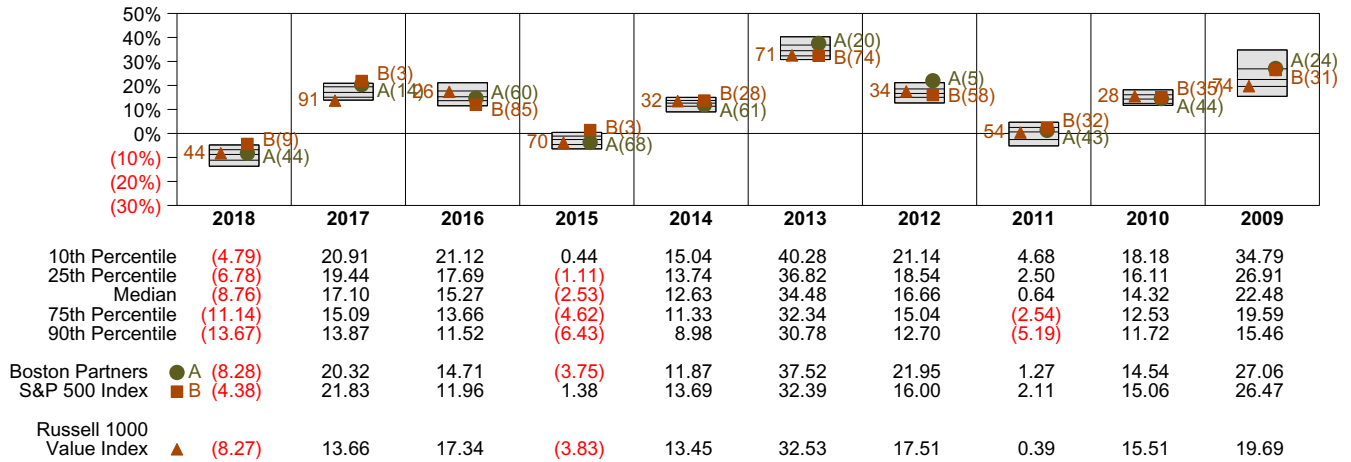 50%
40%
30%
20%
10%
0%
(10%)
(20%)
(30%)
44 B(9) A(44)
91 B(3) A(14)
26 A(60) B(85)
70 B(3) A(68)
32 B(28) A(61)
71 A(20) B(74)
34 A(5) B(58)
54 B(32) A(43)
28 B(35) A(44)
74 A(24) B(31)
2018 2017 2016 2015 2014 2013 2012 2011 2010 2009
10th Percentile (4.79) 20.91 21.12 0.44 15.04 40.28 21.14 4.68 18.18 34.79
25th Percentile (6.78) 19.44 17.69 (1.11) 13.74 36.82 18.54 2.50 16.11 26.91
Median (8.76) 17.10 15.27 (2.53) 12.63 34.48 16.66 0.64 14.32 22.48
75th Percentile (11.14) 15.09 13.66 (4.62) 11.33 32.34 15.04 (2.54) 12.53 19.59
90th Percentile (13.67) 13.87 11.52 (6.43) 8.98 30.78 12.70 (5.19) 11.72 15.46
Boston Partners A (8.28) 20.32 14.71 (3.75) 11.87 37.52 21.95 1.27 14.54 27.06
S&P 500 Index B (4.38) 21.83 11.96 1.38 13.69 32.39 16.00 2.11 15.06 26.47
Russell 1000
Value Index (8.27) 13.66 17.34 (3.83) 13.45 32.53 17.51 0.39 15.51 19.69